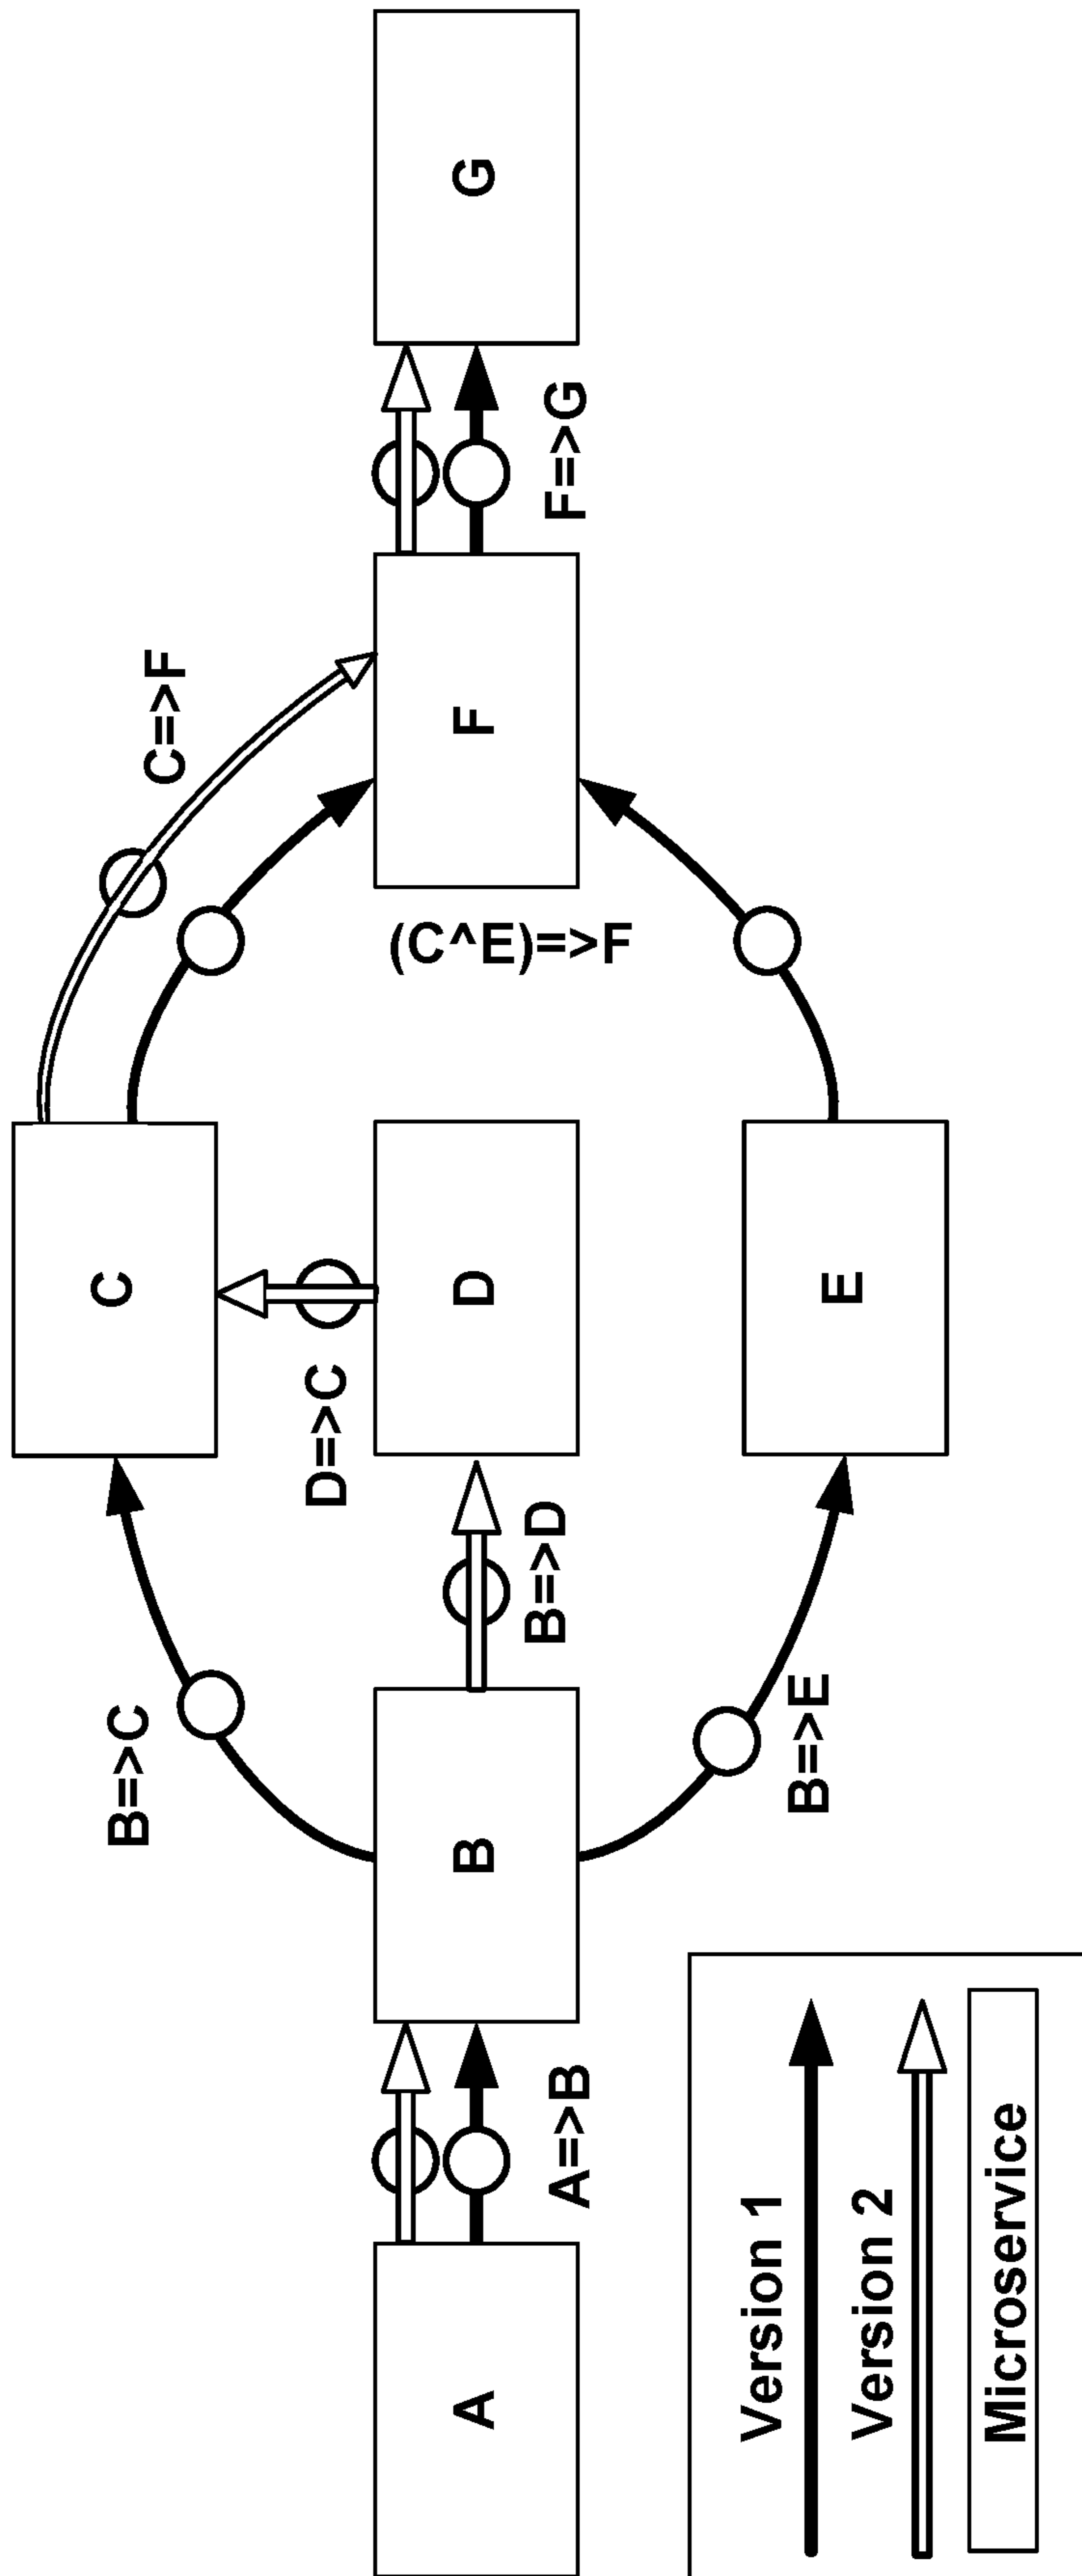 A
A=>B
B
B=>C
B=>D
B=>E
C
D=>C
D
E
C=>F
(C^E)=>F
F
F=>G
G
Version 1
Version 2
Microservice